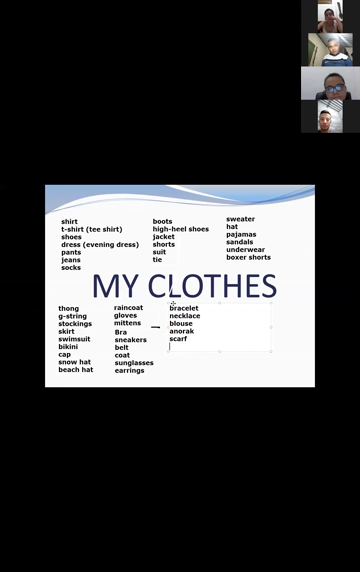 shirt
t-shirt (tee shirt)
shoes
dress (evening dress)
pants
jeans
socks
boots
high-heel shoes
jacket
shorts
suit
tie
sweater
hat
pajamas
sandals
underwear
boxer shorts
MY CLOTHES
thong
g-string
stockings
skirt
swimsuit
bikini
cap
snow hat
beach hat
raincoat
gloves
mittens
Bra
sneakers
belt
coat
sunglasses
earrings
bracelet
necklace
blouse
anorak
scarf